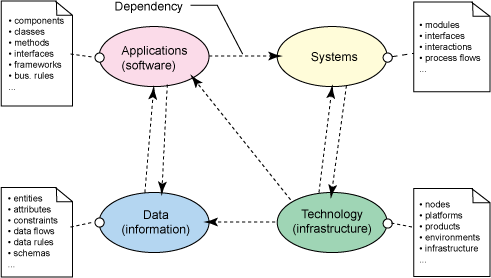 • components
• classes
• methods
• interfaces
• frameworks
• bus. rules
...
Dependency
Applications
(software)
Systems
• modules
• interfaces
• interactions
• process flows
...
• entities
• attributes
• constraints
• data flows
• data rules
• schemas
...
Data
(information)
Technology
(infrastructure)
• nodes
• platforms
• products
• environments
• infrastructure
...